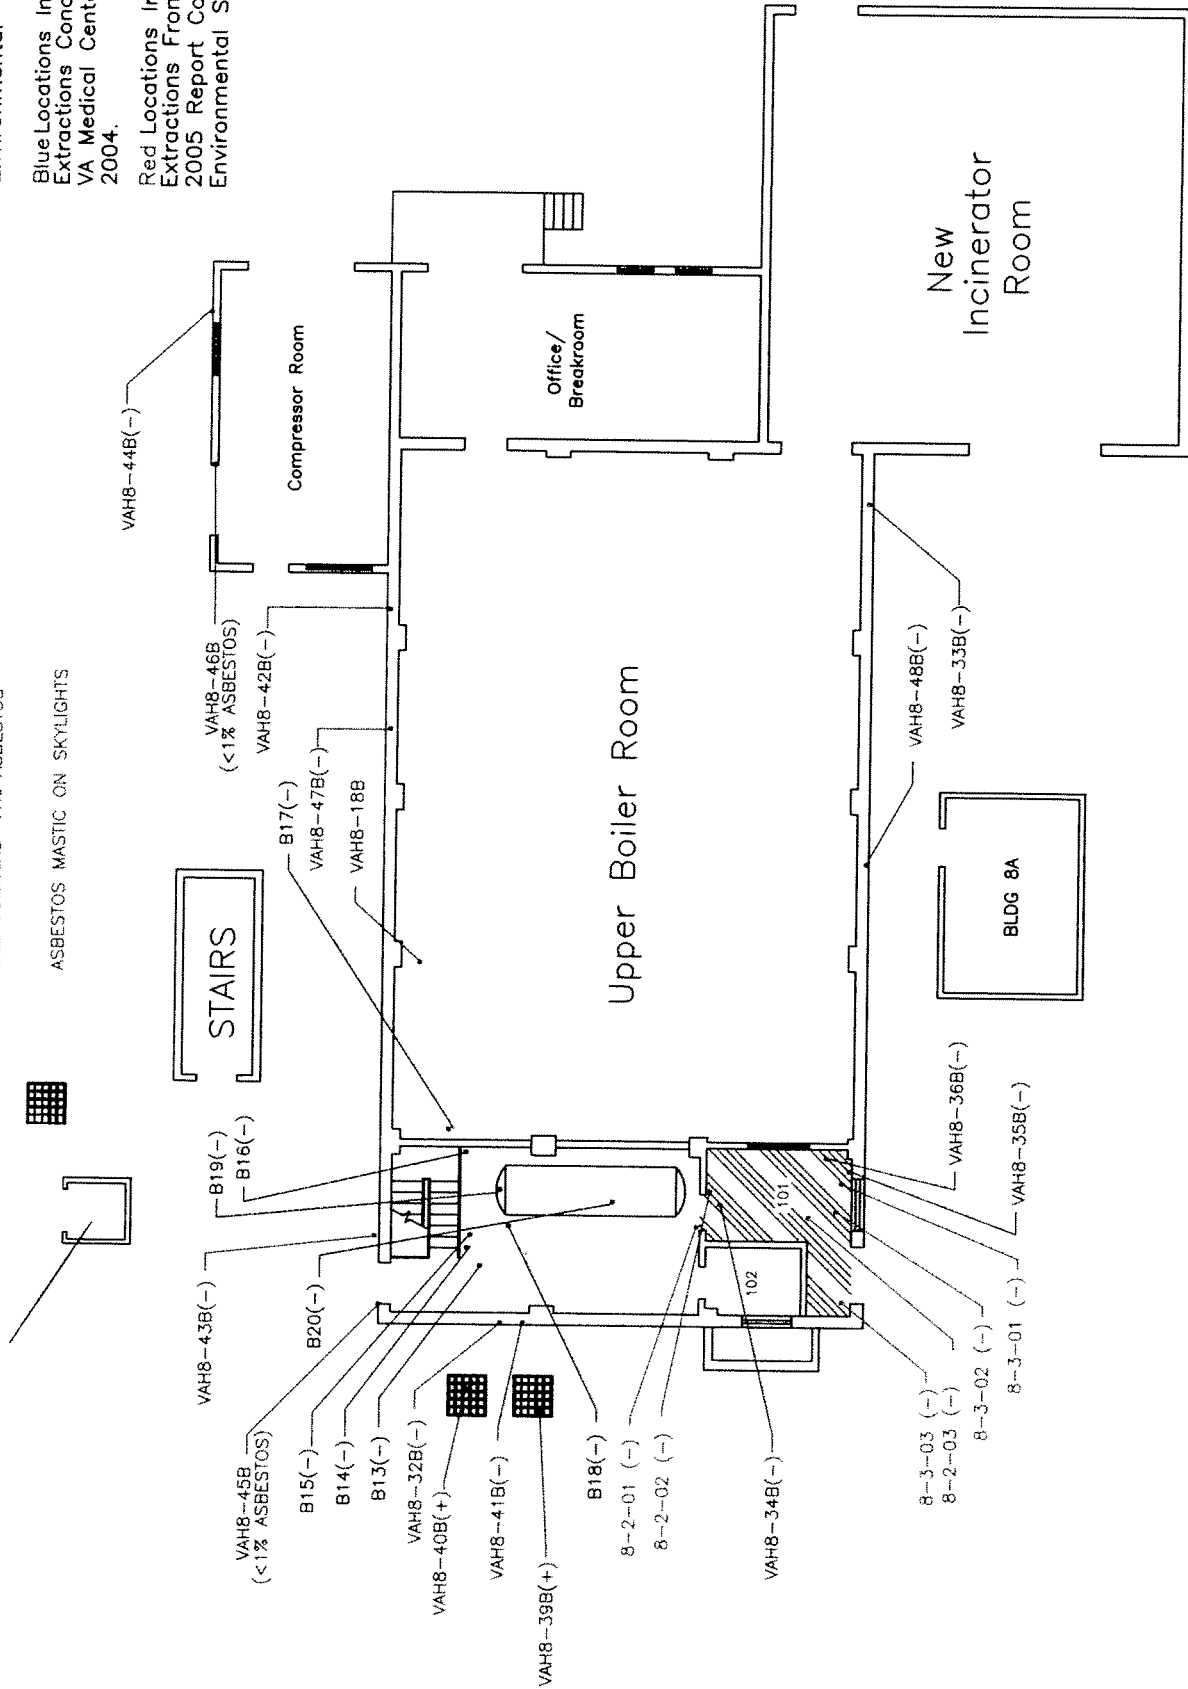 Blue Locations In
Extractions Cond
VA Medical Cent
2004.
Red Locations In
Extractions From
2005 Report Co
Environmental S
ASBESTOS MASTIC ON SKYLIGHTS
STAIRS
VAH8-44B(-)
Compressor Room
VAH8-46B
(<1% ASBESTOS)
VAH8-42B(-)
B17(-)
VAH8-47B(-)
VAH8-18B
Office/
Breakroom
New
Incinerator
Room
Upper Boiler Room
B19(-)
B16(-)
VAH8-43B(-)
B20(-)
VAH8-45B
(<1% ASBESTOS)
B15(-)
B14(-)
B13(-)
VAH8-32B(-)
VAH8-40B(+)
VAH8-41B(-)
VAH8-39B(+)
B18(-)
8-2-01 (-)
8-2-02 (-)
VAH8-34B(-)
101
102
8-3-03 (-)
8-2-03 (-)
8-3-02 (-)
8-3-01 (-)
VAH8-35B(-)
VAH8-36B(-)
BLDG 8A
VAH8-48B(-)
VAH8-33B(-)